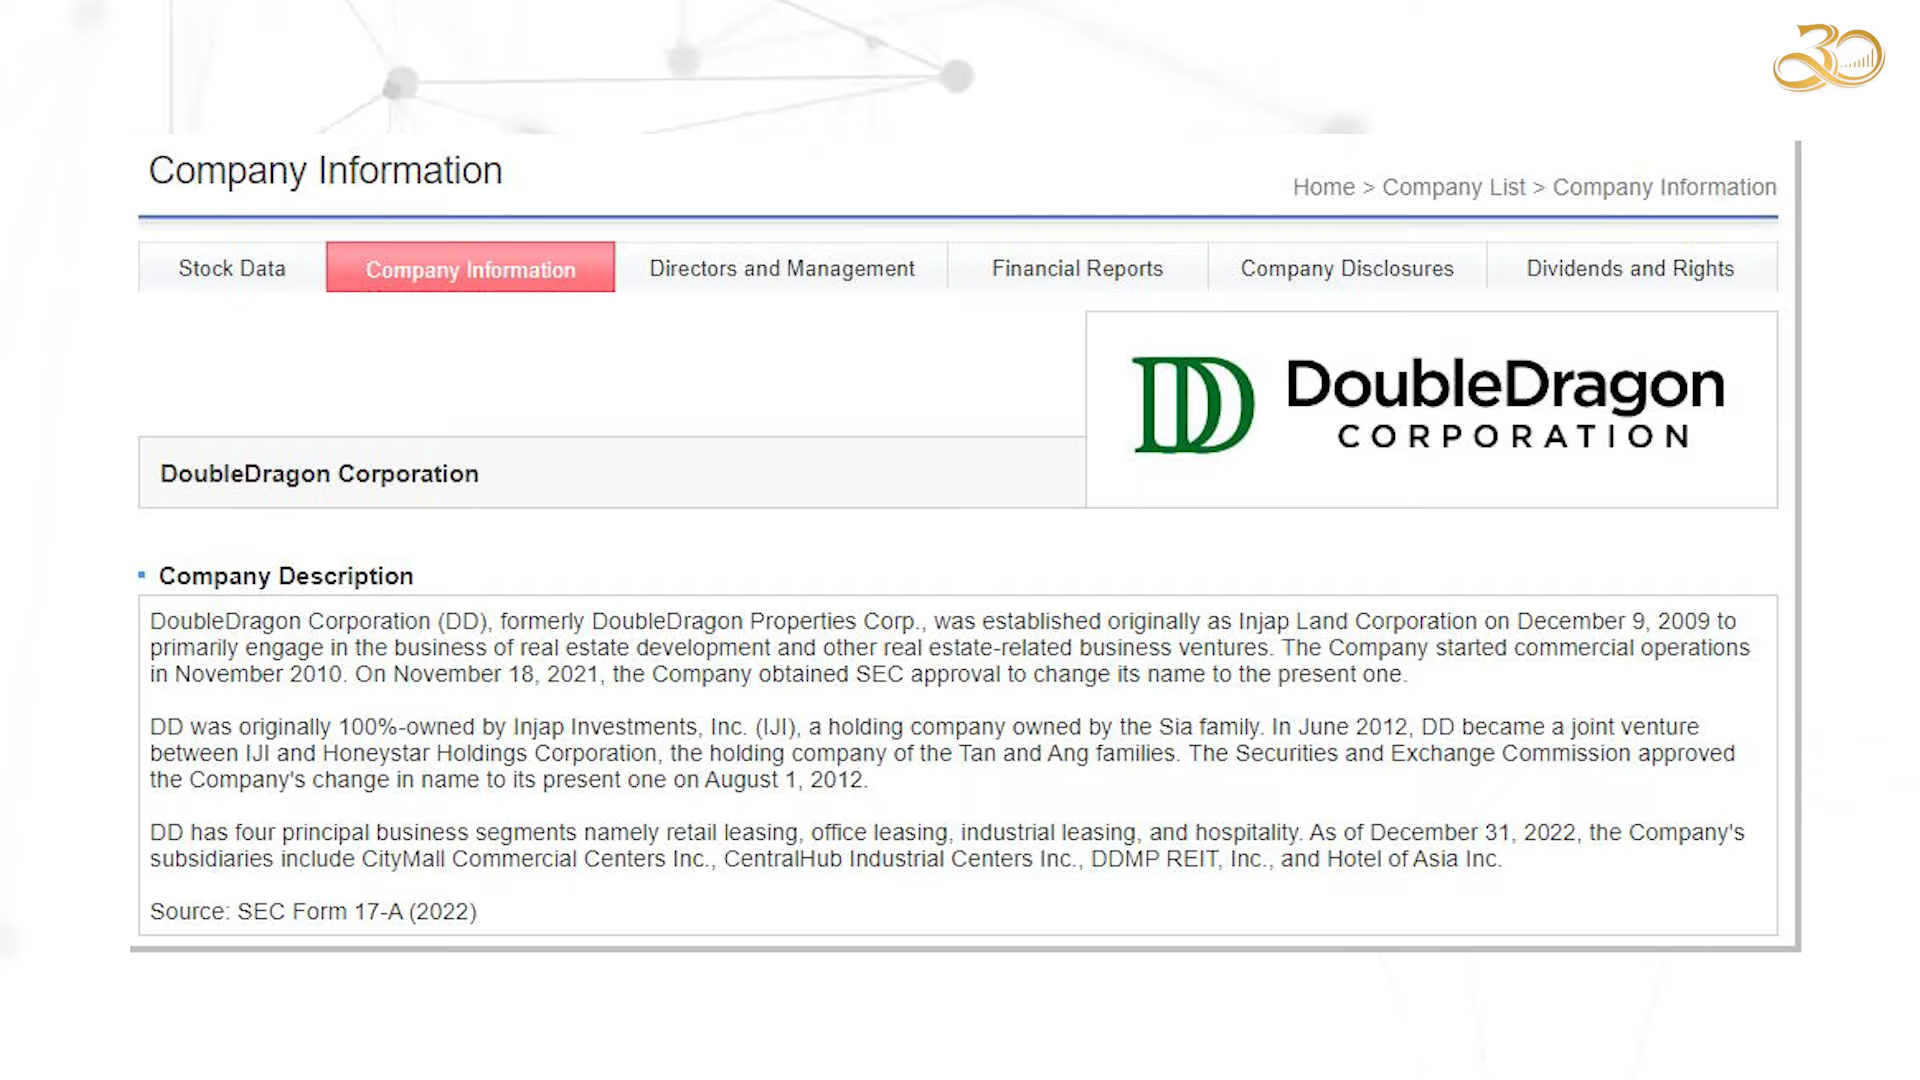 30
Company Information
Home > Company List > Company Information
Stock Data
Company Information
Directors and Management
Financial Reports
Company Disclosures
Dividends and Rights
DD DoubleDragon
CORPORATION
DoubleDragon Corporation
Company Description
DoubleDragon Corporation (DD), formerly DoubleDragon Properties Corp., was established originally as Injap Land Corporation on December 9, 2009 to
primarily engage in the business of real estate development and other real estate-related business ventures. The Company started commercial operations
in November 2010. On November 18, 2021, the Company obtained SEC approval to change its name to the present one.
DD was originally 100%-owned by Injap Investments, Inc. (IJI), a holding company owned by the Sia family. In June 2012, DD became a joint venture
between IJI and Honeystar Holdings Corporation, the holding company of the Tan and Ang families. The Securities and Exchange Commission approved
the Company's change in name to its present one on August 1, 2012.
DD has four principal business segments namely retail leasing, office leasing, industrial leasing, and hospitality. As of December 31, 2022, the Company's
subsidiaries include CityMall Commercial Centers Inc., CentralHub Industrial Centers Inc., DDMP REIT, Inc., and Hotel of Asia Inc.
Source: SEC Form 17-A (2022)